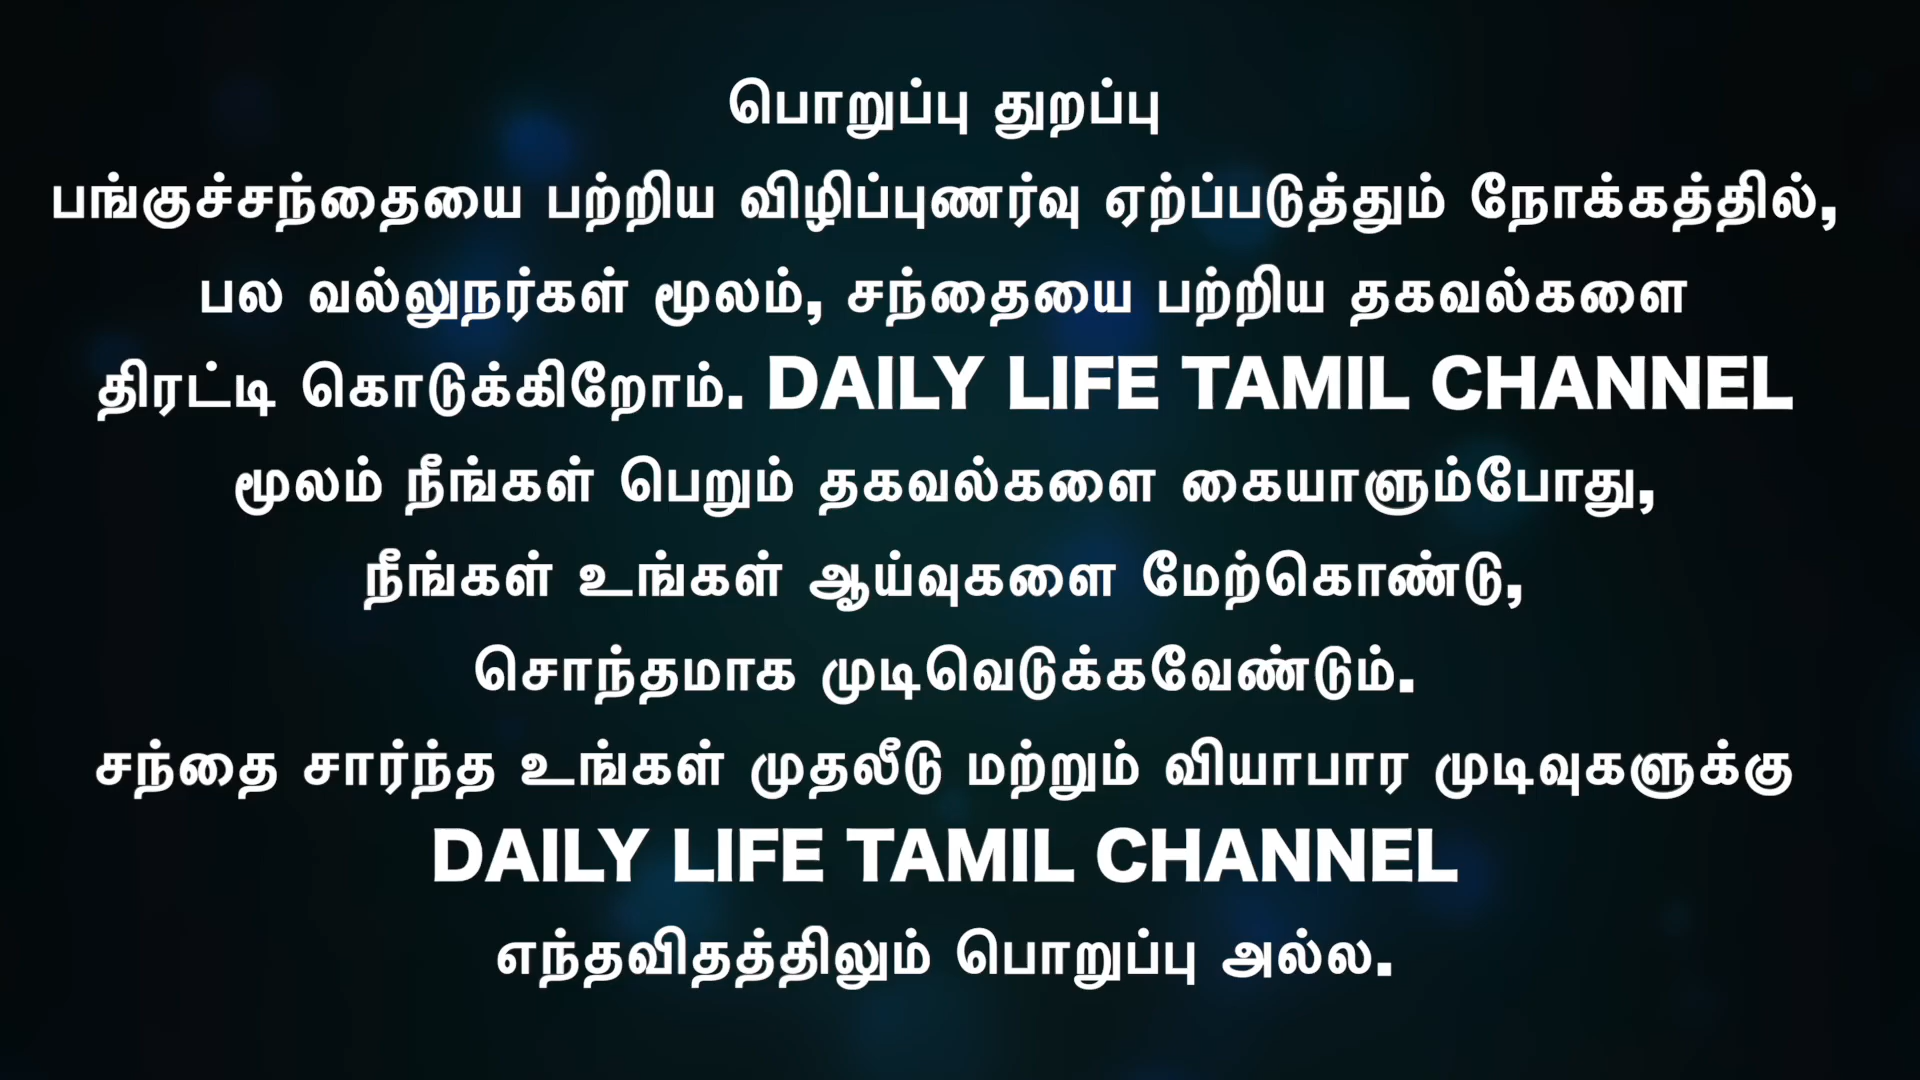 பொறுப்பு துறப்பு
பங்குச்சந்தையை பற்றிய விழிப்புணர்வு ஏற்ப்படுத்தும் நோக்கத்தில்,
பல வல்லுநர்கள் மூலம், சந்தையை பற்றிய தகவல்களை
திரட்டி கொடுக்கிறோம். DAILY LIFE TAMIL CHANNEL
மூலம் நீங்கள் பெறும் தகவல்களை கையாளும்போது,
நீங்கள் உங்கள் ஆய்வுகளை மேற்கொண்டு,
சொந்தமாக முடிவெடுக்கவேண்டும்.
சந்தை சார்ந்த உங்கள் முதலீடு மற்றும் வியாபார முடிவுகளுக்கு
DAILY LIFE TAMIL CHANNEL
எந்தவிதத்திலும் பொறுப்பு அல்ல.